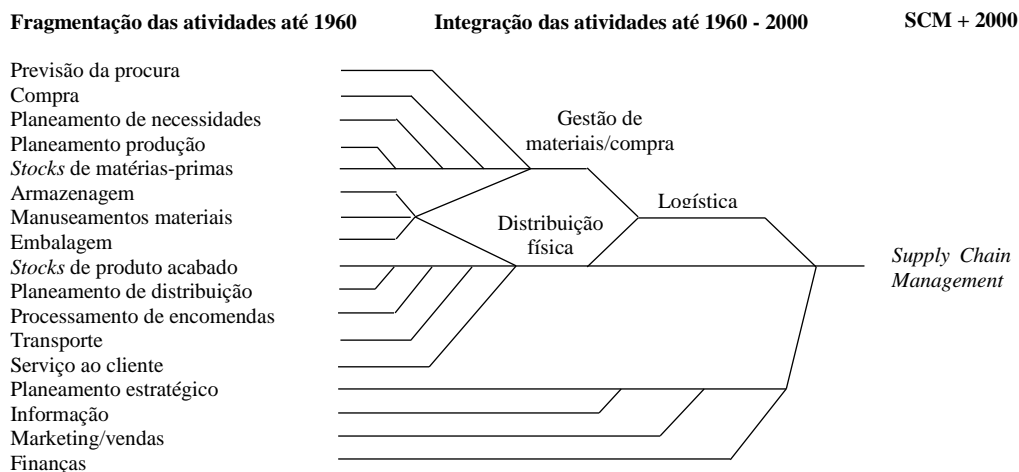 Fragmentação das atividades até 1960
Integração das atividades até 1960 - 2000
SCM + 2000
Previsão da procura
Compra
Planeamento de necessidades
Planeamento produção
Stocks de matérias-primas
Armazenagem
Manuseamentos materiais
Embalagem
Stocks de produto acabado
Planeamento de distribuição
Processamento de encomendas
Transporte
Serviço ao cliente
Planeamento estratégico
Informação
Marketing/vendas
Finanças
Gestão de
materiais/compra
Distribuição
física
Logística
Supply Chain
Management